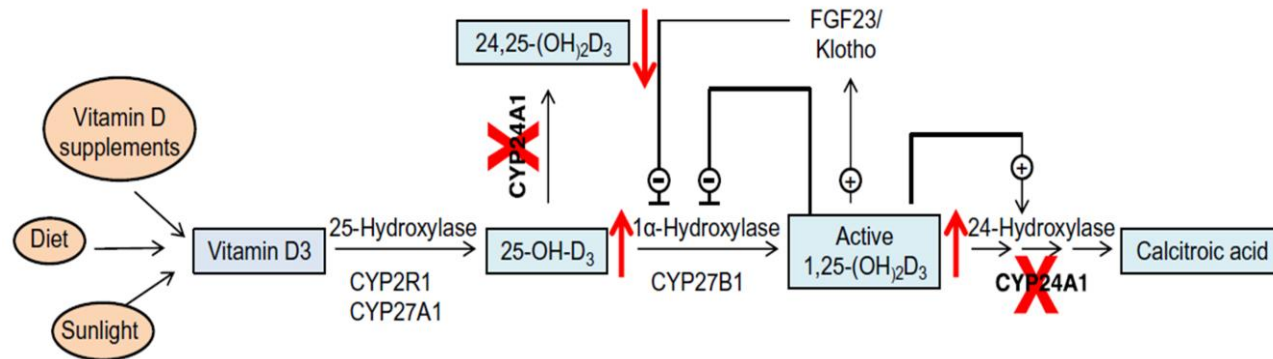 FGF23/
Klotho
24,25-(OH)2D3
Vitamin D
supplements
CYP24A1
Diet
Vitamin D3
25-Hydroxylase
CYP2R1
CYP27A1
25-OH-D3
1α-Hydroxylase
CYP27B1
Active
1,25-(OH)2D3
24-Hydroxylase
CYP24A1
Calcitroic acid
Sunlight